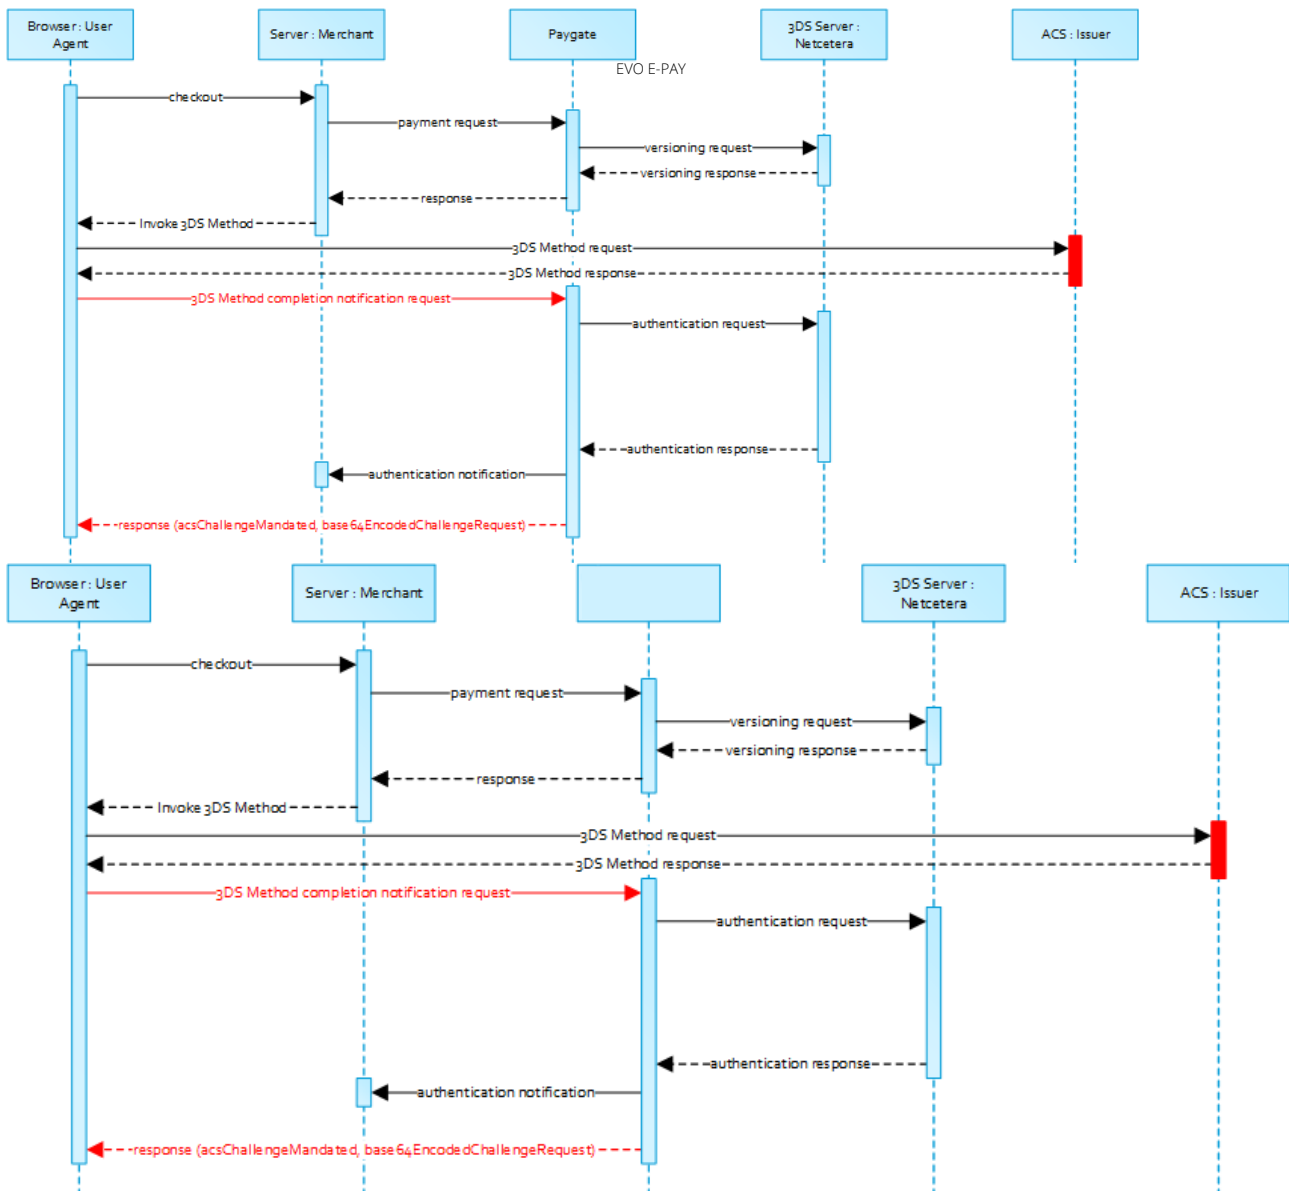 Browser : User
Agent
Server : Merchant
Paygate
3DS Server :
Netcetera
ACS : Issuer
EVO E-PAY
checkout
payment request
versioning request
versioning response
response
Invoke 3DS Method
3DS Method request
3DS Method response
3DS Method completion notification request
authentication request
authentication response
authentication notification
response (acsChallengeMandated, base64EncodedChallengeRequest)
Browser : User
Agent
Server : Merchant
3DS Server :
Netcetera
ACS : Issuer
checkout
payment request
versioning request
versioning response
response
Invoke 3DS Method
3DS Method request
3DS Method response
3DS Method completion notification request
authentication request
authentication response
authentication notification
response (acsChallengeMandated, base64EncodedChallengeRequest)